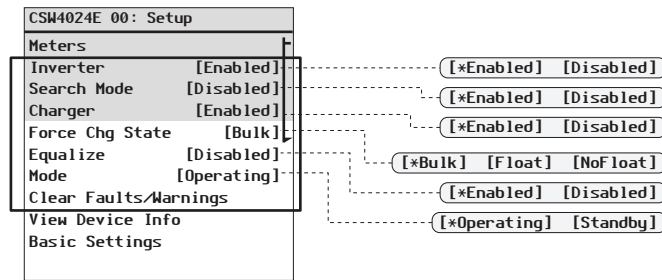 CSW4024E 00: Setup
Meters
Inverter [Enabled] [*Enabled] [Disabled]
Search Mode [Disabled] [*Enabled] [Disabled]
Charger [Enabled] [*Enabled] [Disabled]
Force Chg State [Bulk] [*Bulk] [Float] [NoFloat]
Equalize [Disabled] [*Enabled] [Disabled]
Mode [Operating] [*Operating] [Standby]
Clear Faults/Warnings
View Device Info
Basic Settings